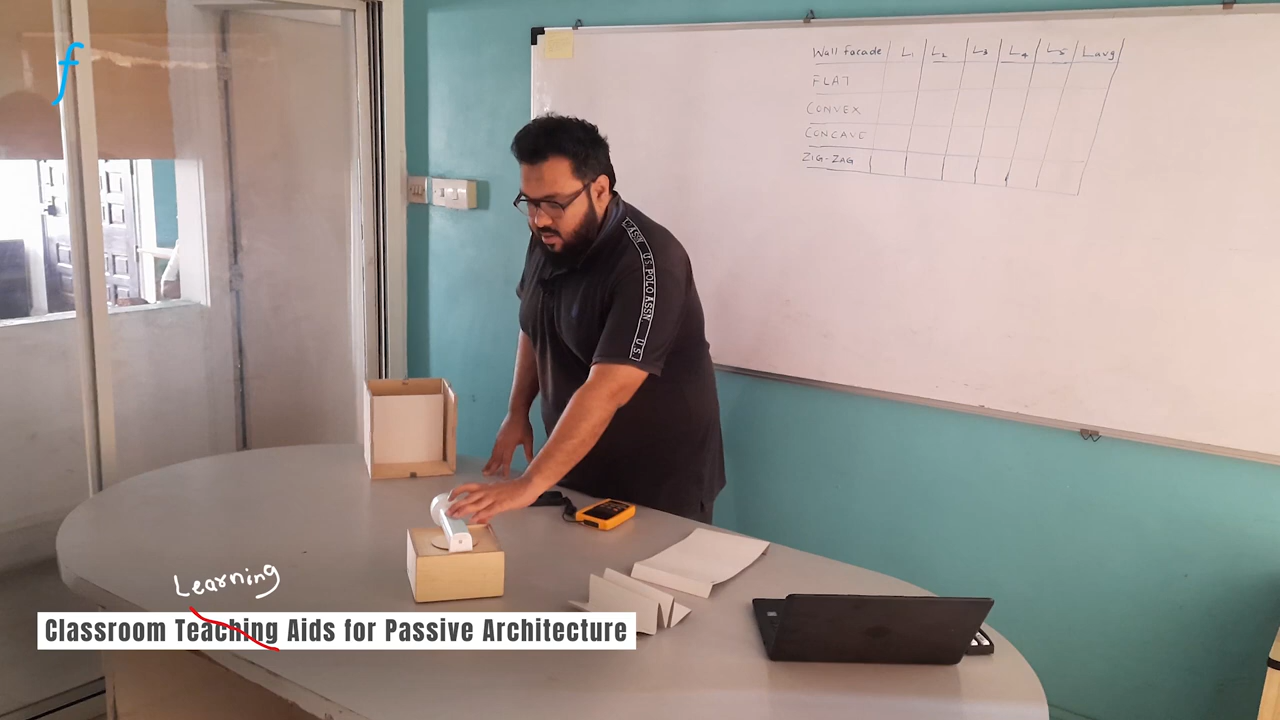 f
Wall facade L1 L2 L3 L4 L5 Lavg
FLAT
CONVEX
CONCAVE
ZIG-ZAG
U.S. POLO ASSN
Learning
Classroom Teaching Aids for Passive Architecture